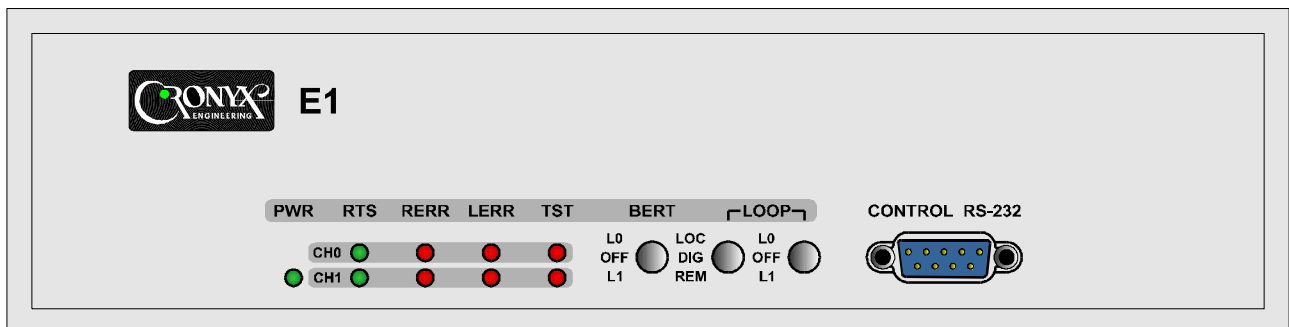 CRONYX
ENGINEERING
E1
PWR RTS RERR LERR TST BERT LOOP CONTROL RS-232
L0 LOC L0
CH0 OFF DIG OFF
CH1 L1 REM L1